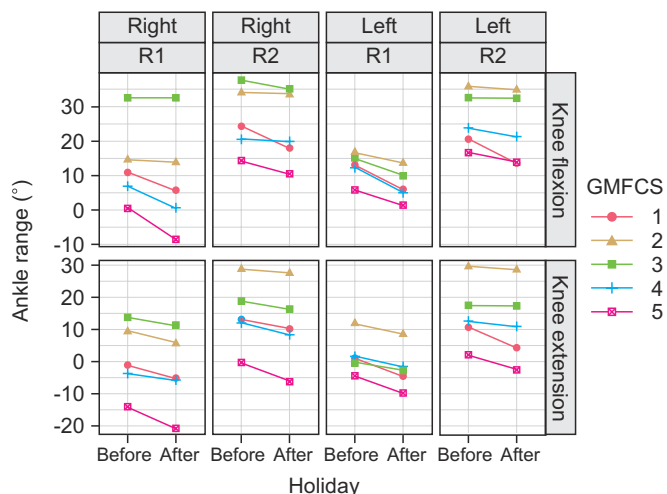 Right Right Left Left
R1 R2 R1 R2
Ankle range (°)
30
20
10
0
-10
Knee flexion
30
20
10
0
-10
-20
Knee extension
Before After Before After Before After Before After
Holiday
GMFCS
1
2
3
4
5